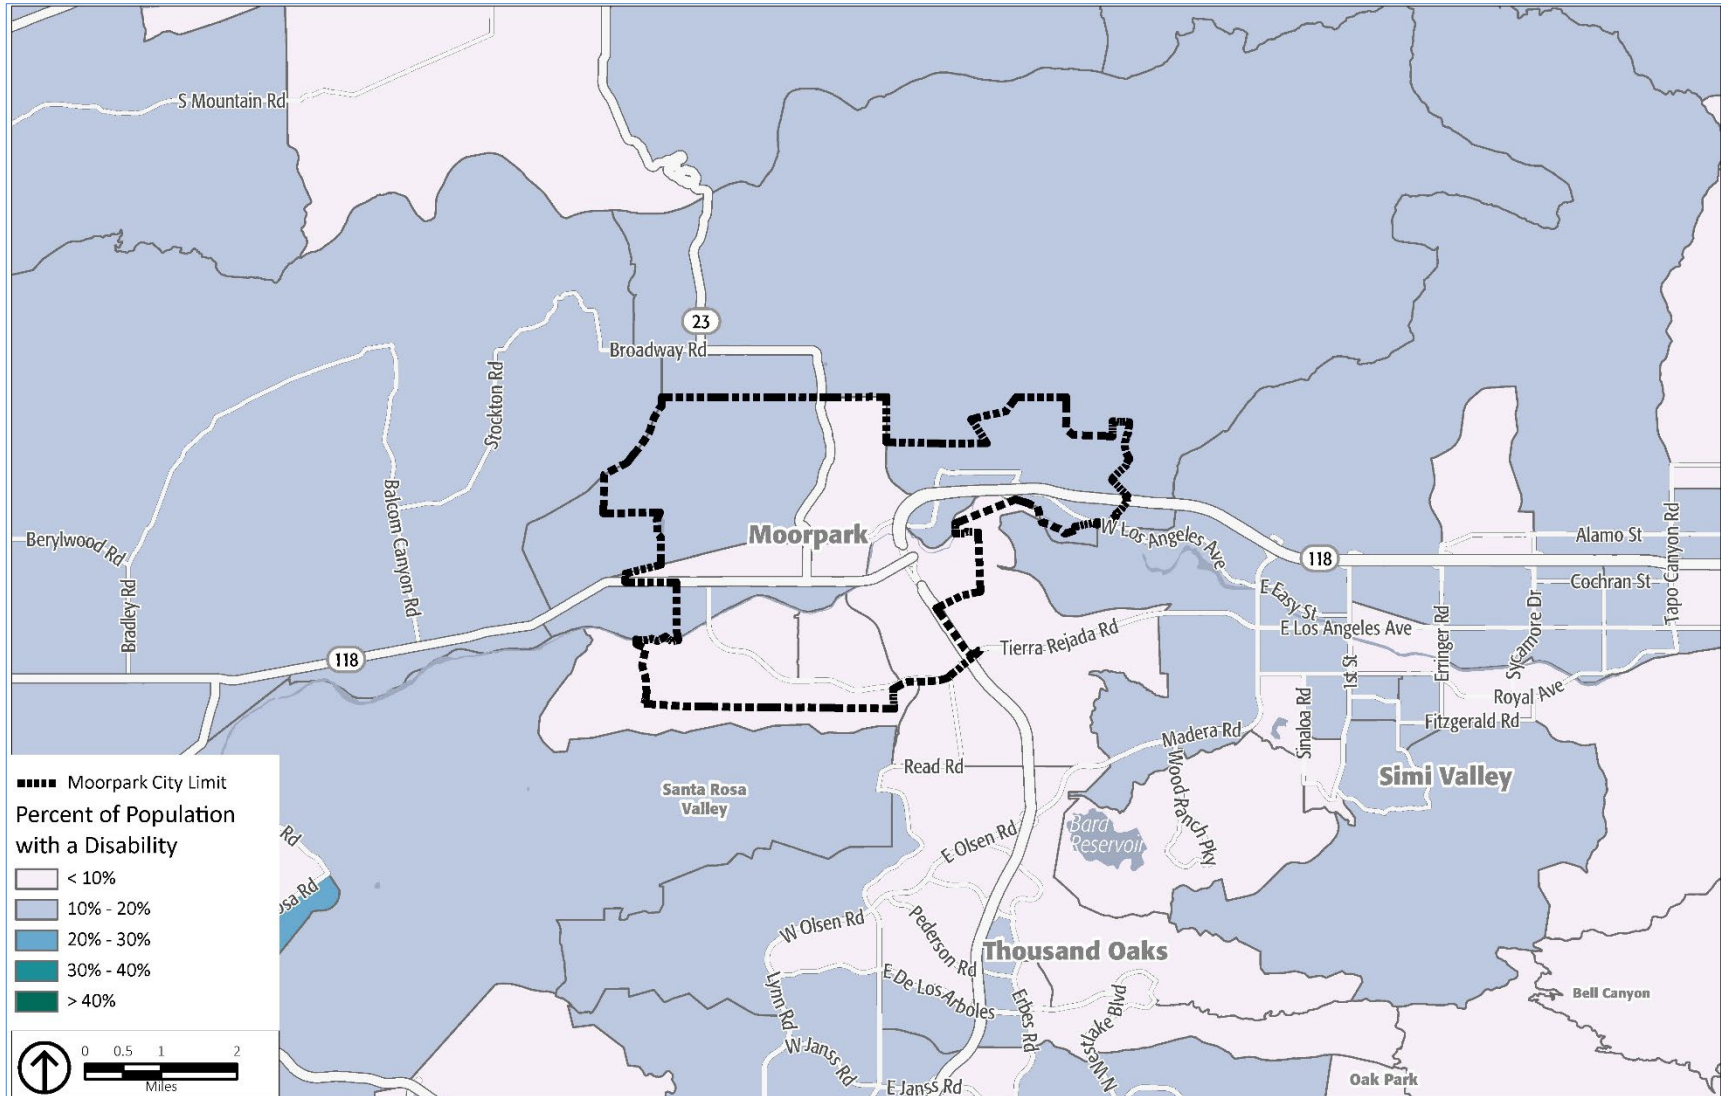 S Mountain Rd
23
Broadway Rd
Stockton Rd
Balcom Canyon Rd
Berylwood Rd
Bradley Rd
118
Moorpark
W Los Angeles Ave
118
Alamo St
Tapo Canyon Rd
Cochran St
E Easy St
E Los Angeles Ave
Erringer Rd
Sycamore Dr
1st St
Tierra Rejada Rd
Royal Ave
Fitzgerald Rd
Sinaloa Rd
Madera Rd
Wood Ranch Pky
Simi Valley
Read Rd
Santa Rosa
Valley
E Olsen Rd
Bard
Reservoir
W Olsen Rd
Pederson Rd
Thousand Oaks
E De Los Arboles
Lynn Rd
Erbes Rd
N Westlake Blvd
W Janss Rd
E Janss Rd
Bell Canyon
Oak Park
Rd
osa Rd
Moorpark City Limit
Percent of Population
with a Disability
< 10%
10% - 20%
20% - 30%
30% - 40%
> 40%
0 0.5 1 2
Miles